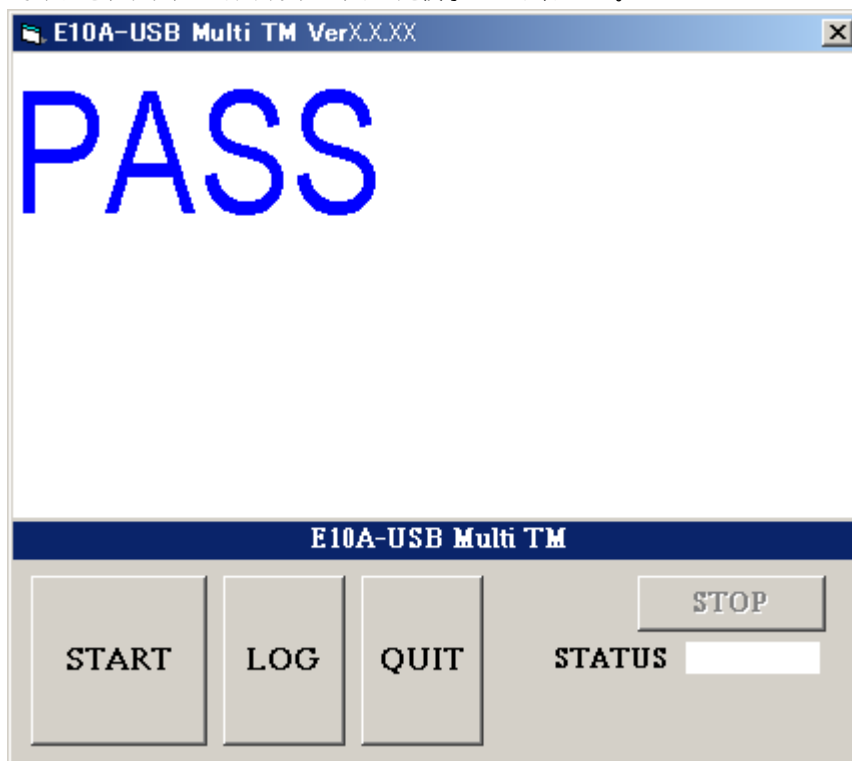 E10A-USB Multi TM VerX.X.XX
PASS
E10A-USB Multi TM
START
LOG
QUIT
STOP
STATUS